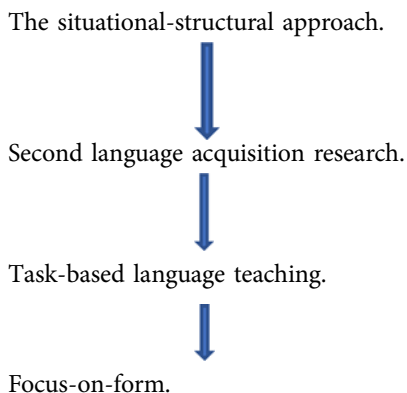 The situational-structural approach.
Second language acquisition research.
Task-based language teaching.
Focus-on-form.